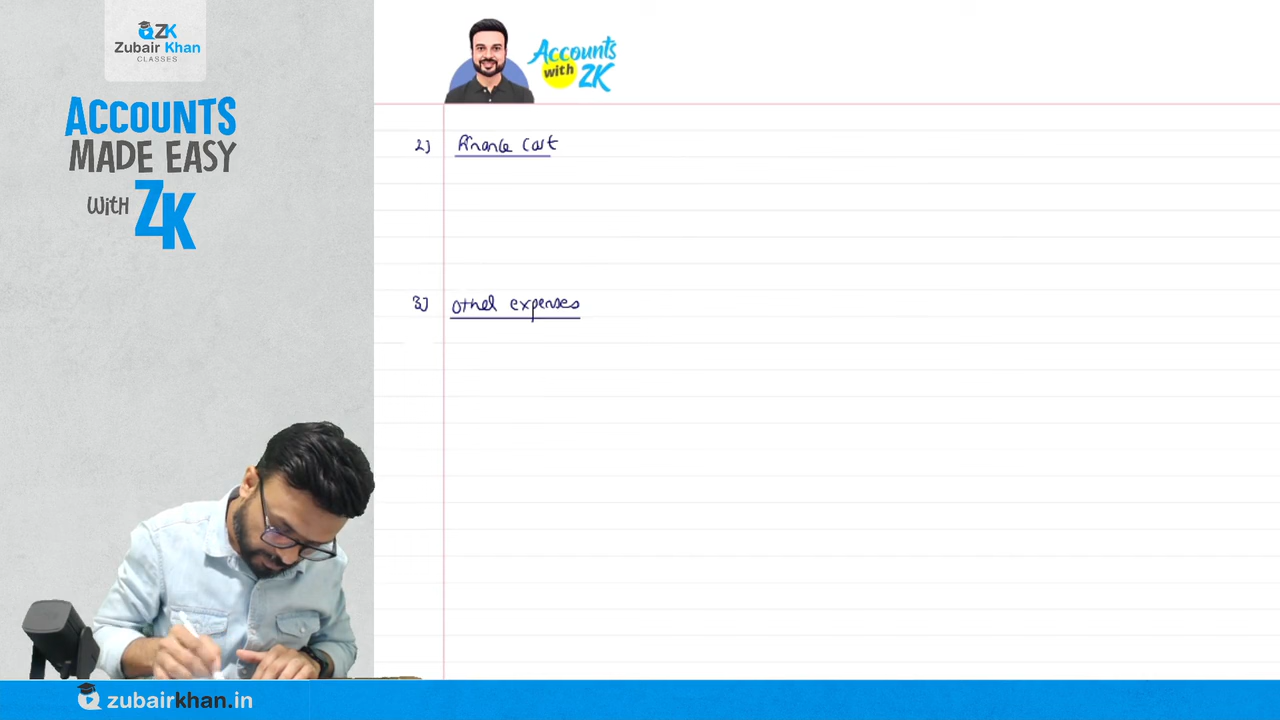 ZK
Zubair Khan
CLASSES
ACCOUNTS
MADE EASY
WITH ZK
Accounts
with ZK
2] Finance Cost
3] Other expenses
zubairkhan.in